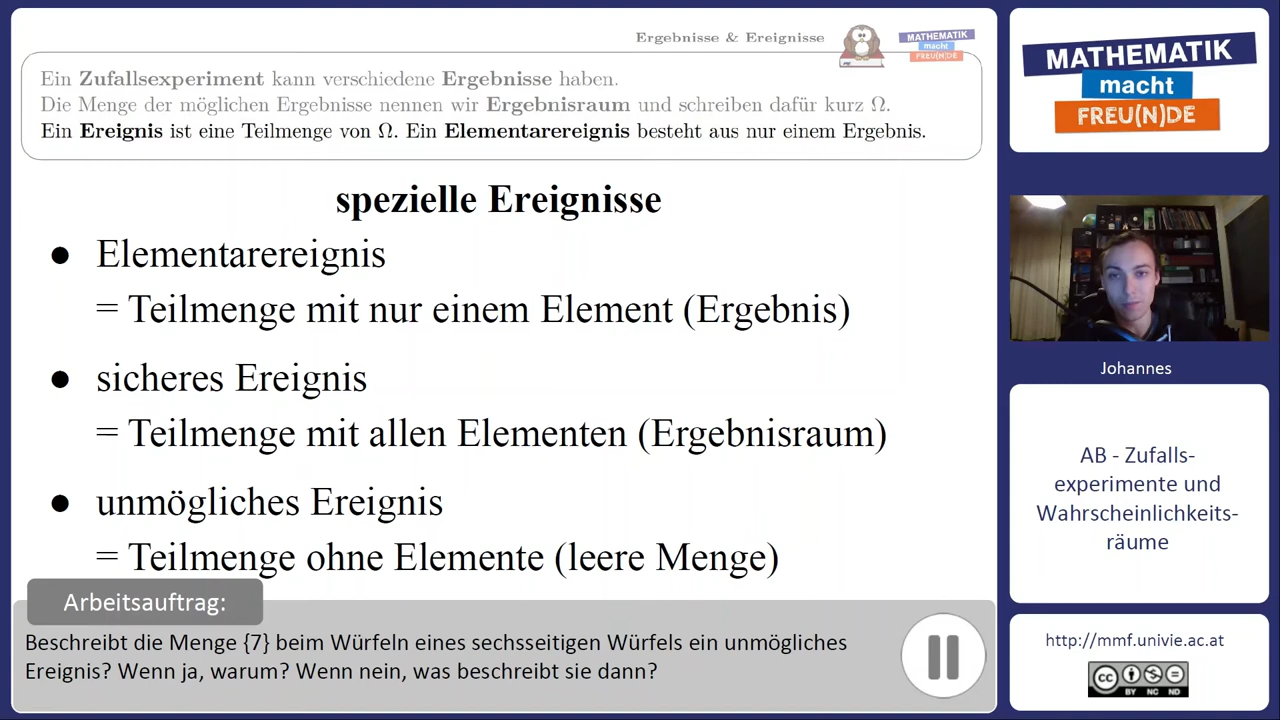 Ergebnisse & Ereignisse
MATHEMATIK
macht
FREU(N)DE
Ein Zufallsexperiment kann verschiedene Ergebnisse haben.
Die Menge der möglichen Ergebnisse nennen wir Ergebnisraum und schreiben dafür kurz Ω.
Ein Ereignis ist eine Teilmenge von Ω. Ein Elementarereignis besteht aus nur einem Ergebnis.
spezielle Ereignisse
● Elementarereignis
= Teilmenge mit nur einem Element (Ergebnis)
● sicheres Ereignis
= Teilmenge mit allen Elementen (Ergebnisraum)
● unmögliches Ereignis
= Teilmenge ohne Elemente (leere Menge)
Arbeitsauftrag:
Beschreibt die Menge {7} beim Würfeln eines sechsseitigen Würfels ein unmögliches
Ereignis? Wenn ja, warum? Wenn nein, was beschreibt sie dann?
MATHEMATIK
macht
FREU(N)DE
Johannes
AB - Zufalls-
experimente und
Wahrscheinlichkeits-
räume
http://mmf.univie.ac.at
cc
BY NC ND